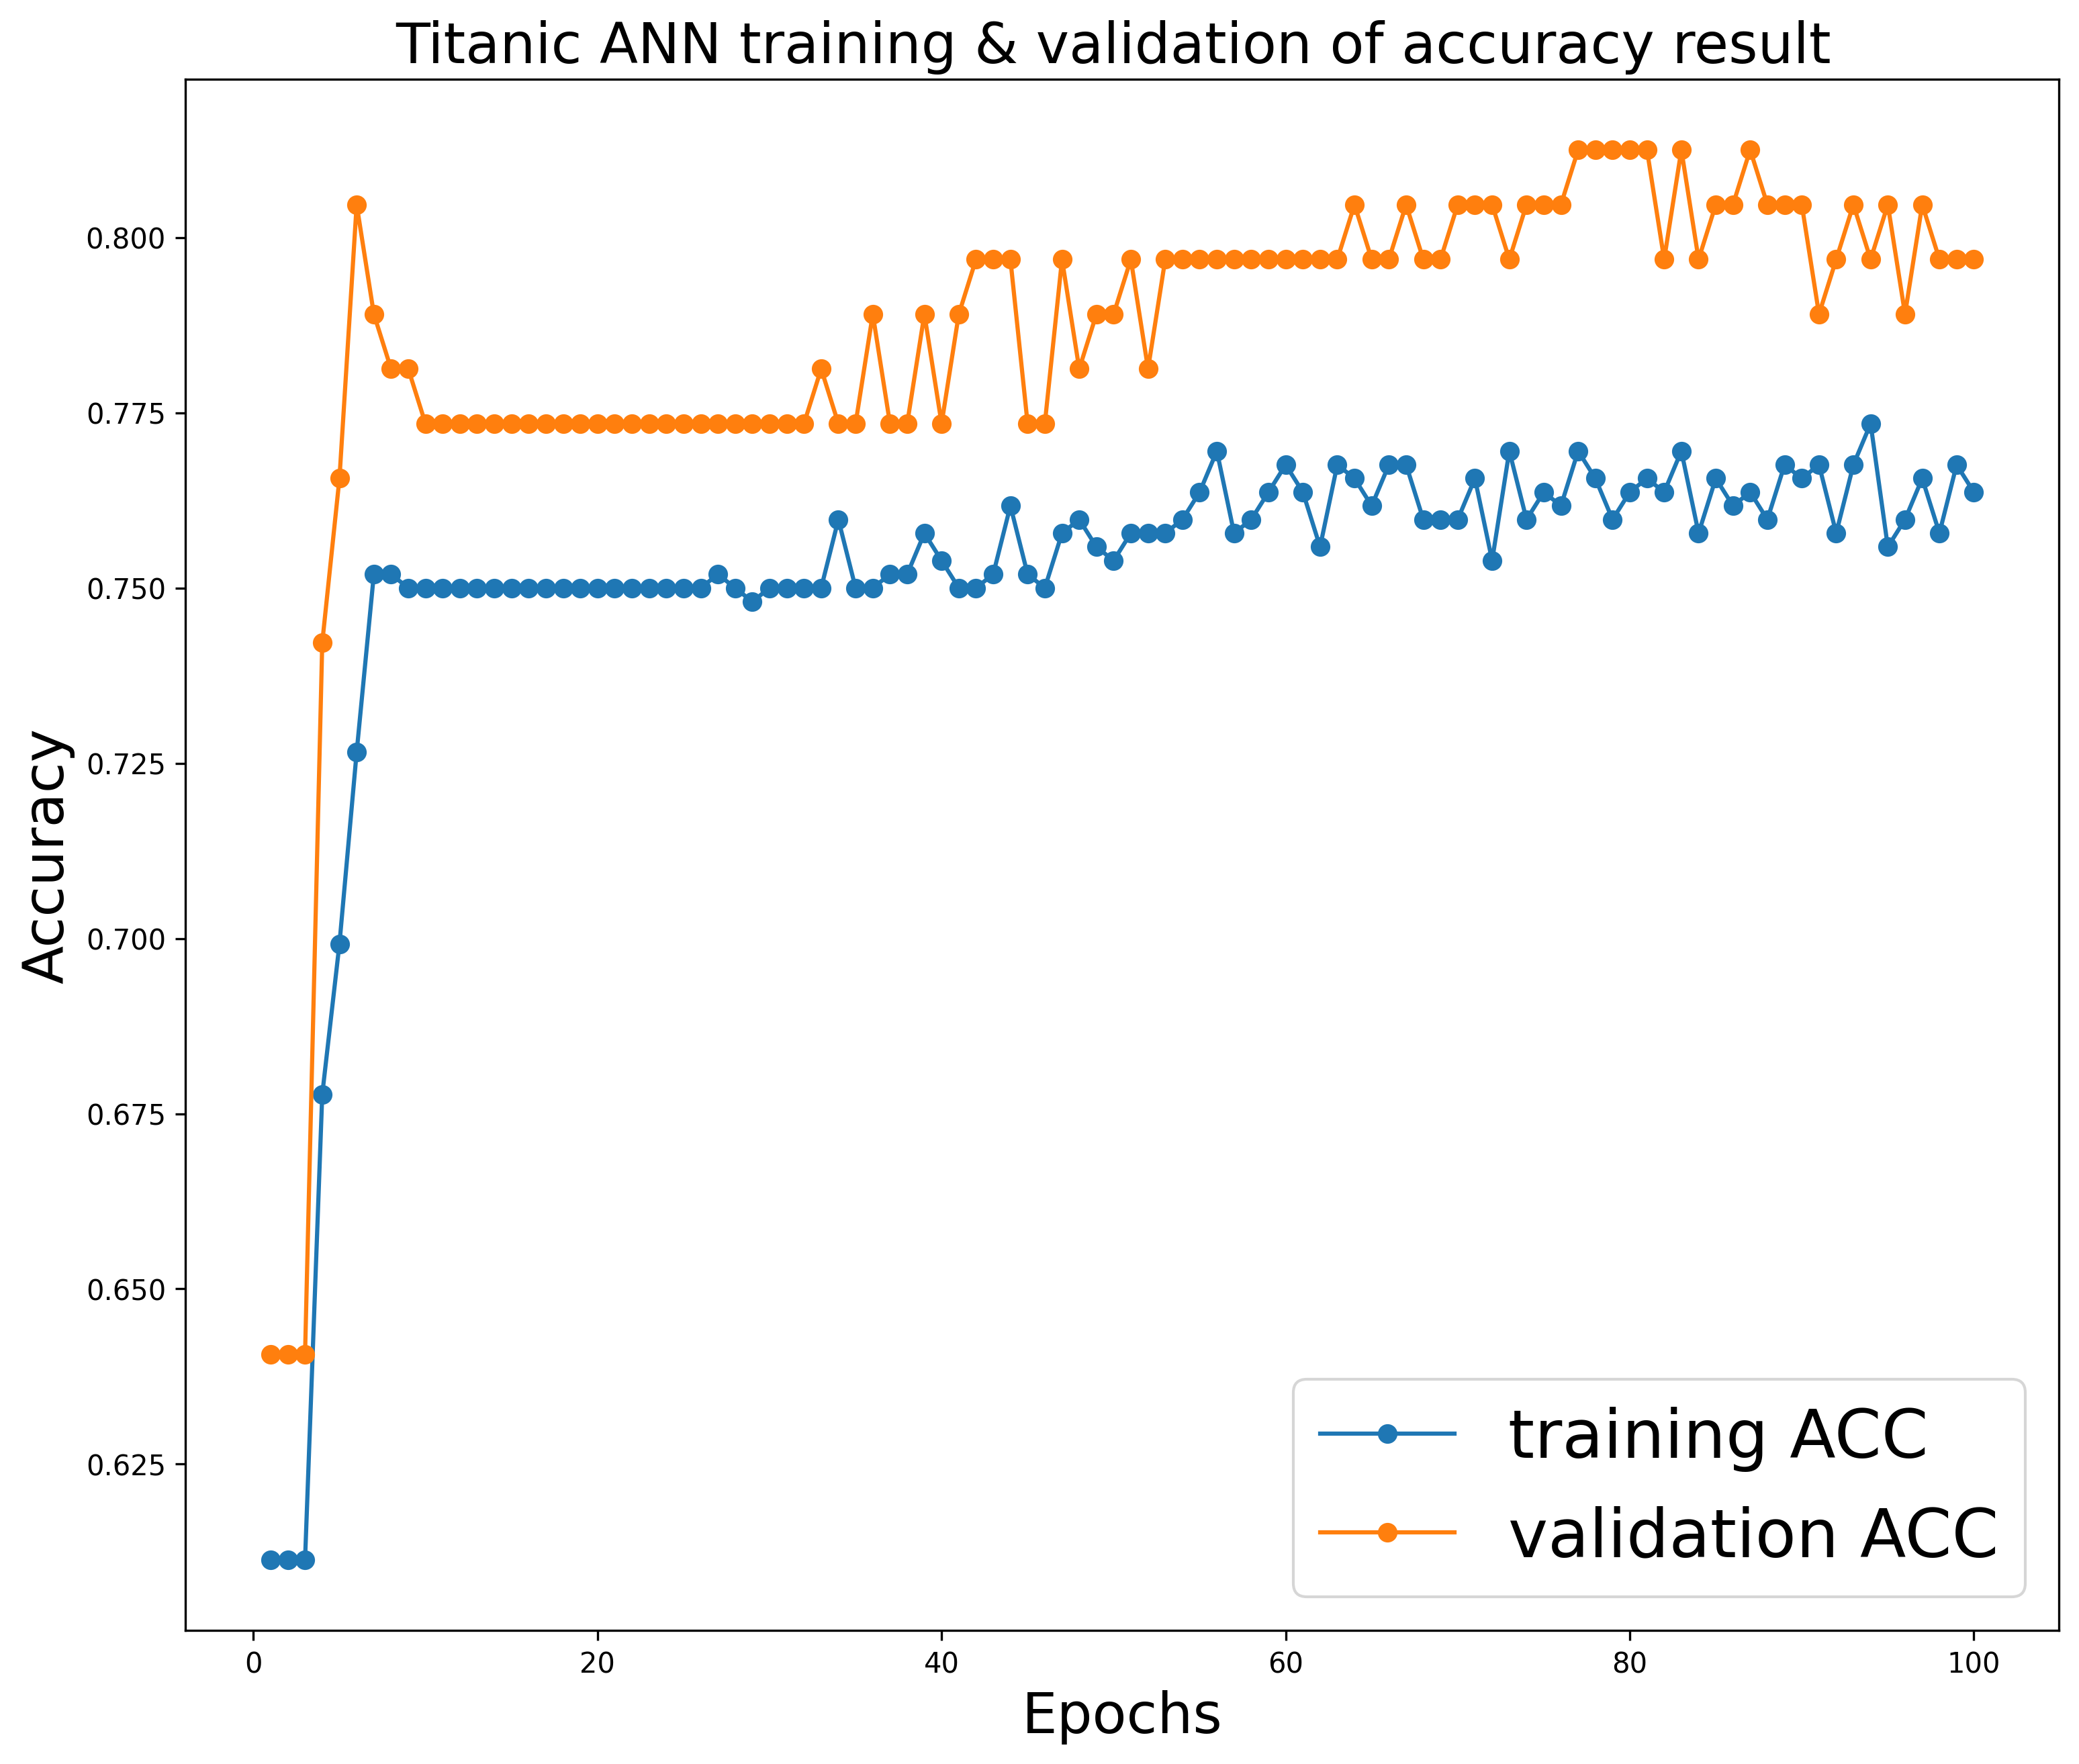 Titanic ANN training & validation of accuracy result
Accuracy
0.800
0.775
0.750
0.725
0.700
0.675
0.650
0.625
training ACC
validation ACC
0 20 40 60 80 100
Epochs